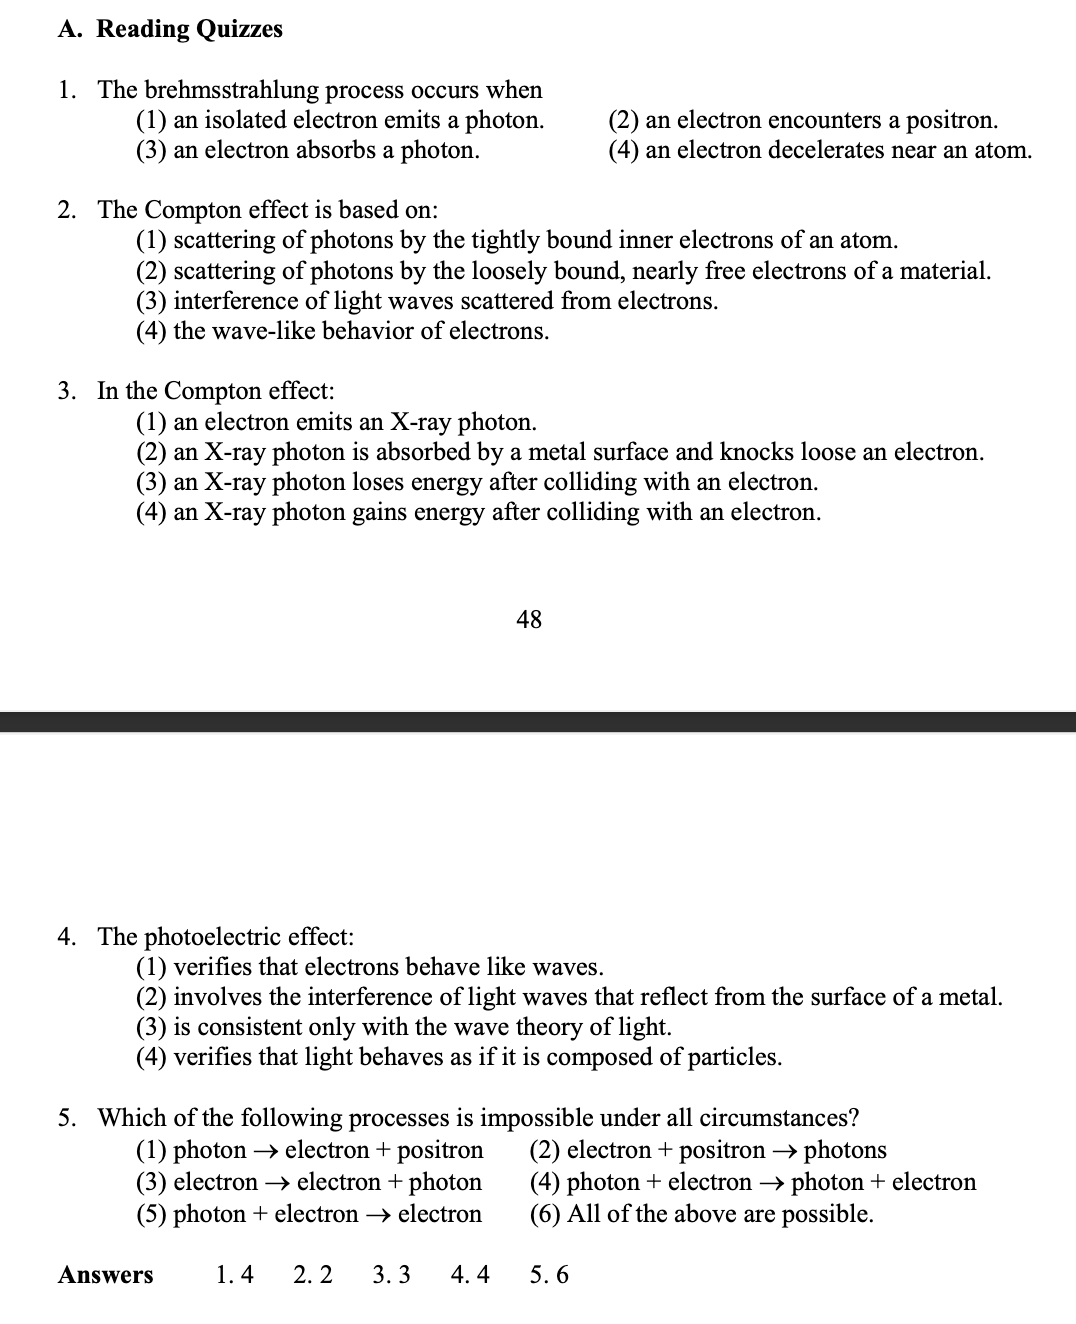 A. Reading Quizzes
1. The brehmsstrahlung process occurs when
(1) an isolated electron emits a photon. (2) an electron encounters a positron.
(3) an electron absorbs a photon. (4) an electron decelerates near an atom.
2. The Compton effect is based on:
(1) scattering of photons by the tightly bound inner electrons of an atom.
(2) scattering of photons by the loosely bound, nearly free electrons of a material.
(3) interference of light waves scattered from electrons.
(4) the wave-like behavior of electrons.
3. In the Compton effect:
(1) an electron emits an X-ray photon.
(2) an X-ray photon is absorbed by a metal surface and knocks loose an electron.
(3) an X-ray photon loses energy after colliding with an electron.
(4) an X-ray photon gains energy after colliding with an electron.
48
4. The photoelectric effect:
(1) verifies that electrons behave like waves.
(2) involves the interference of light waves that reflect from the surface of a metal.
(3) is consistent only with the wave theory of light.
(4) verifies that light behaves as if it is composed of particles.
5. Which of the following processes is impossible under all circumstances?
(1) photon → electron + positron (2) electron + positron → photons
(3) electron → electron + photon (4) photon + electron → photon + electron
(5) photon + electron → electron (6) All of the above are possible.
Answers 1. 4 2. 2 3. 3 4. 4 5. 6